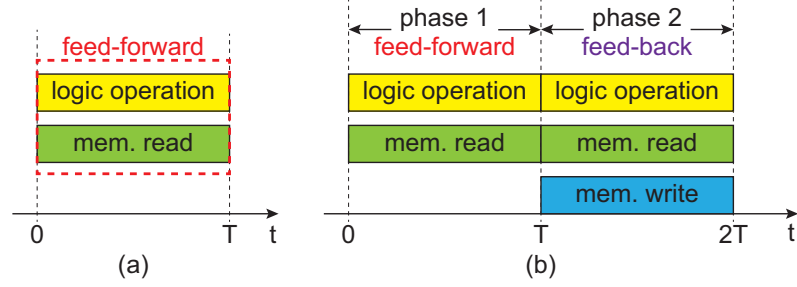 feed-forward
logic operation
mem. read
0 T t
(a)
phase 1 phase 2
feed-forward feed-back
logic operation logic operation
mem. read mem. read
mem. write
0 T 2T t
(b)